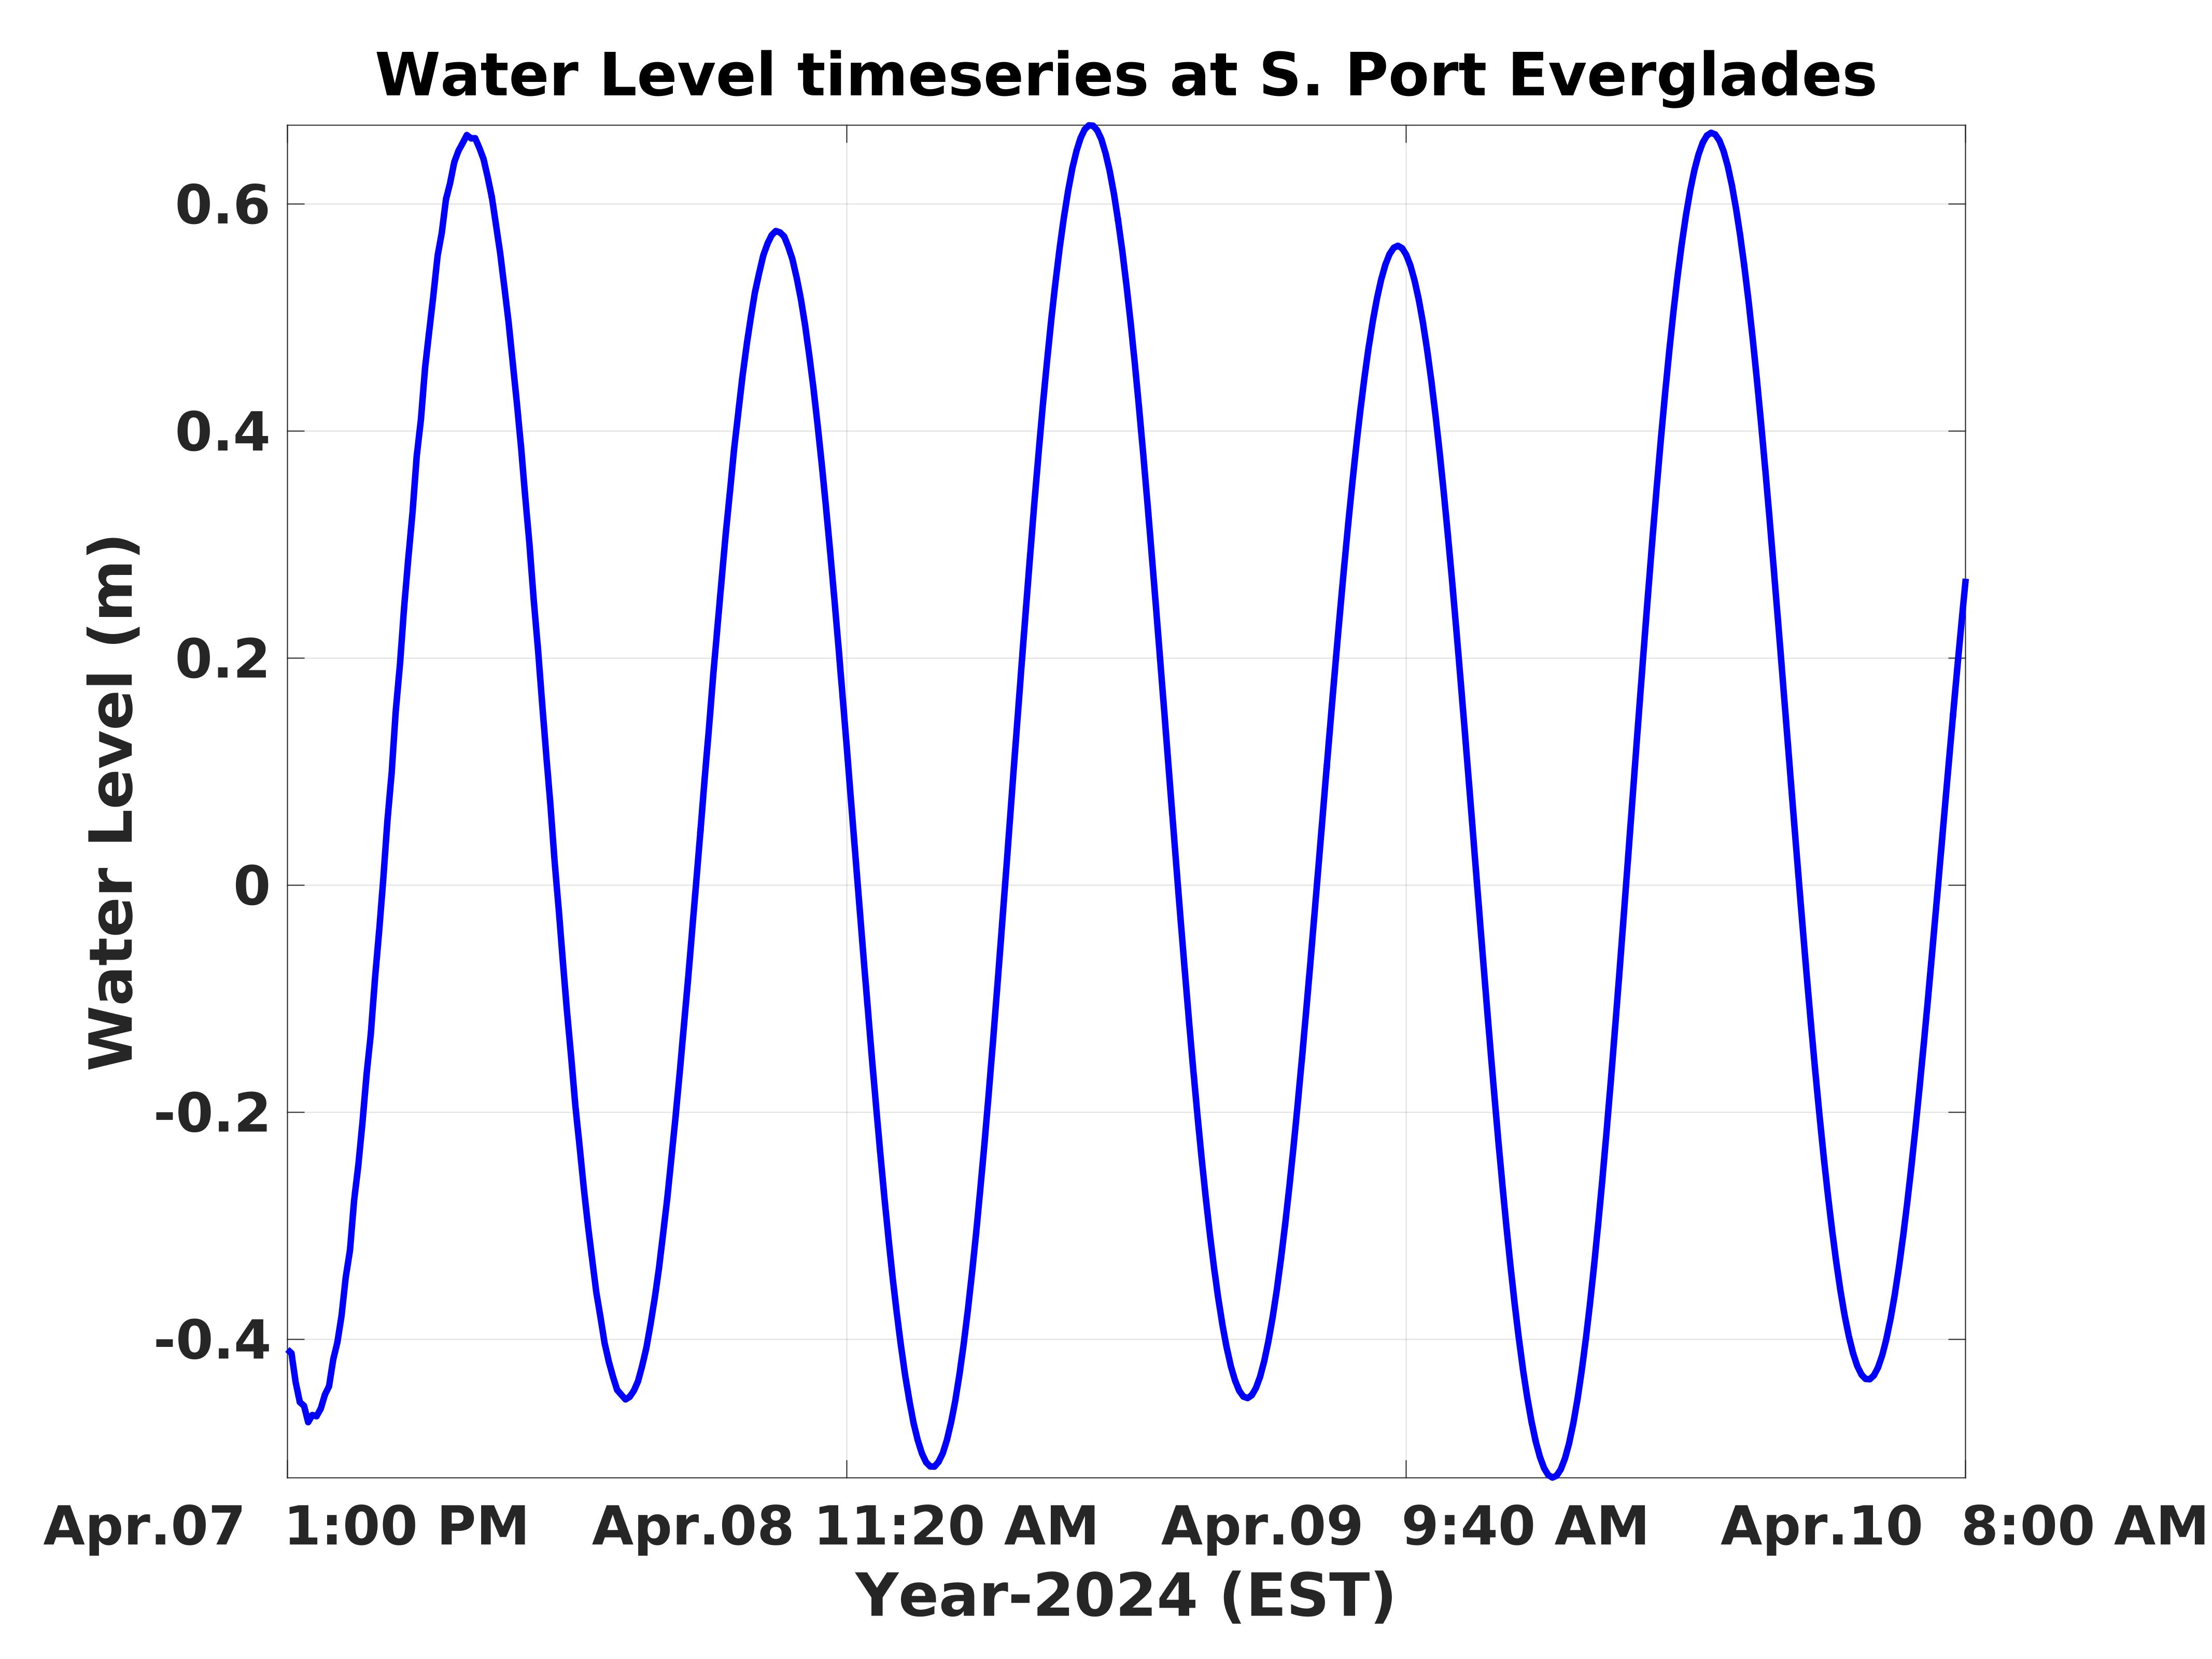 Water Level timeseries at S. Port Everglades
Water Level (m)
0.6
0.4
0.2
0
-0.2
-0.4
Apr.07 1:00 PM Apr.08 11:20 AM Apr.09 9:40 AM Apr.10 8:00 AM
Year-2024 (EST)